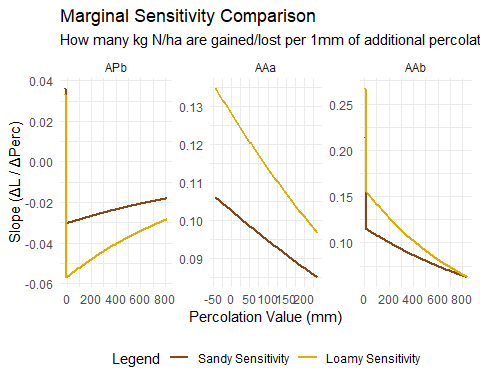 Marginal Sensitivity Comparison
How many kg N/ha are gained/lost per 1mm of additional percolat
APb AAa AAb
Slope (ΔL / ΔPerc)
0.04
0.02
0.00
-0.02
-0.04
-0.06
0 200 400 600 800
0.13
0.12
0.11
0.10
0.09
-50 0 50 100 150 200
0.25
0.20
0.15
0.10
0 200 400 600 800
Percolation Value (mm)
Legend Sandy Sensitivity Loamy Sensitivity